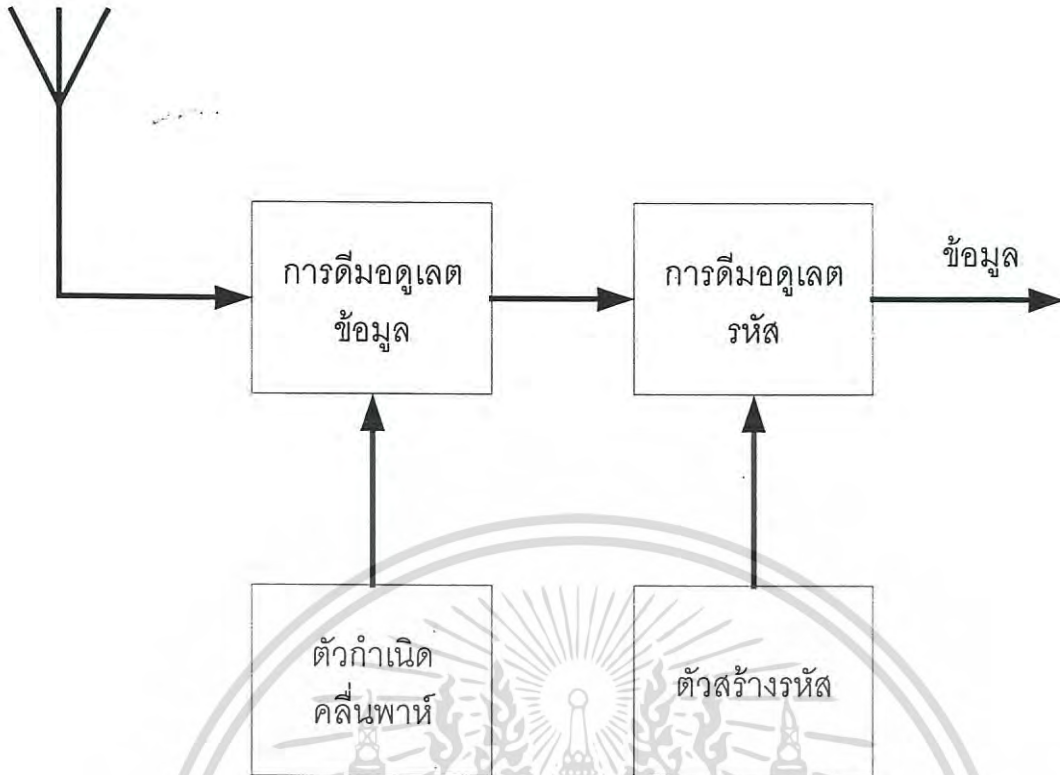 การดีมอดูเลต
ข้อมูล
การดีมอดูเลต
รหัส
ข้อมูล
ตัวกำเนิด
คลื่นพาห์
ตัวสร้างรหัส